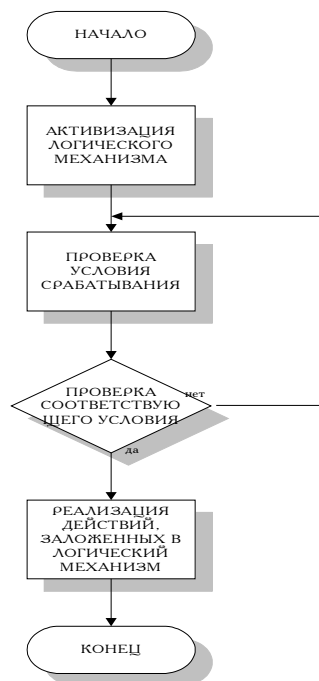 НАЧАЛО
АКТИВИЗАЦИЯ
ЛОГИЧЕСКОГО
МЕХАНИЗМА
ПРОВЕРКА
УСЛОВИЯ
СРАБАТЫВАНИЯ
ПРОВЕРКА
СООТВЕТСТВУЮ
ЩЕГО УСЛОВИЯ
нет
да
РЕАЛИЗАЦИЯ
ДЕЙСТВИЙ,
ЗАЛОЖЕННЫХ В
ЛОГИЧЕСКИЙ
МЕХАНИЗМ
КОНЕЦ